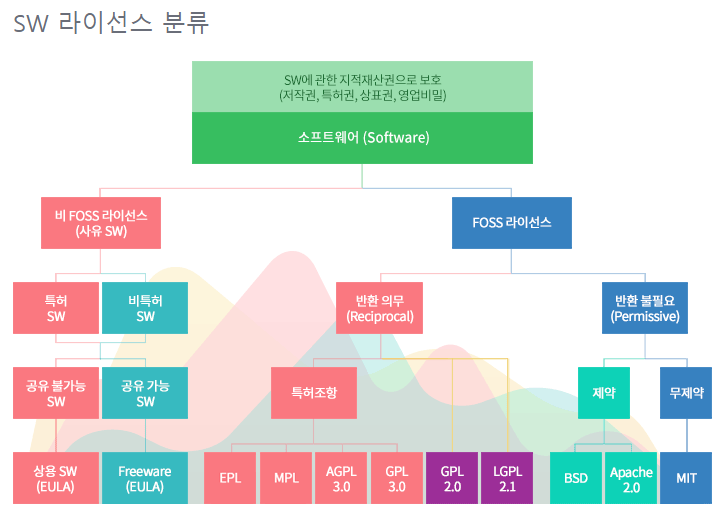 SW 라이선스 분류
SW에 관한 지적재산권으로 보호
(저작권, 특허권, 상표권, 영업비밀)
소프트웨어 (Software)
비 FOSS 라이선스
(사유 SW)
FOSS 라이선스
특허
SW
비특허
SW
반환 의무
(Reciprocal)
반환 불필요
(Permissive)
공유 불가능
SW
공유 가능
SW
특허조항
제약
무제약
상용 SW
(EULA)
Freeware
(EULA)
EPL
MPL
AGPL
3.0
GPL
3.0
GPL
2.0
LGPL
2.1
BSD
Apache
2.0
MIT